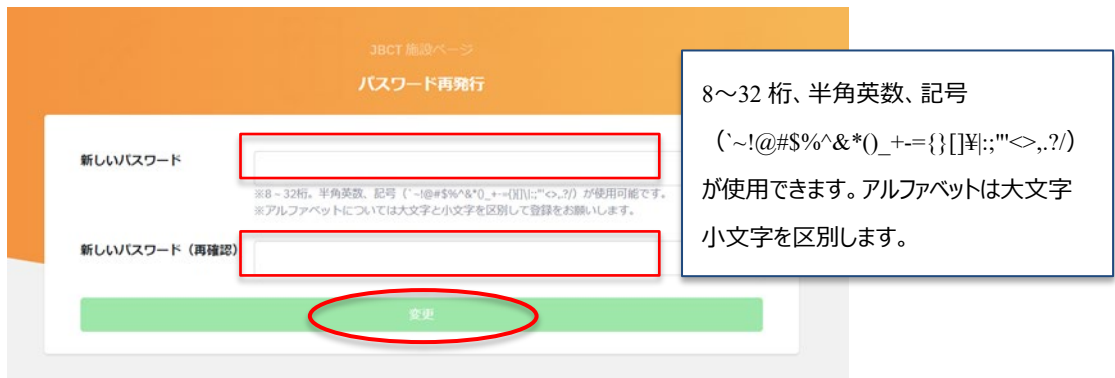 JBCT 施設ページ
パスワード再発行
新しいパスワード
※8～32桁。半角英数、記号（`~!@#$%^&*()_+-={}[]\|:;"'<>,.?/）が使用可能です。
※アルファベットについては大文字と小文字を区別して登録をお願いします。
新しいパスワード（再確認）
変更
8～32 桁、半角英数、記号
（`~!@#$%^&*()_+-={}[]¥|:;"'<>,.?/）
が使用できます。アルファベットは大文字
小文字を区別します。